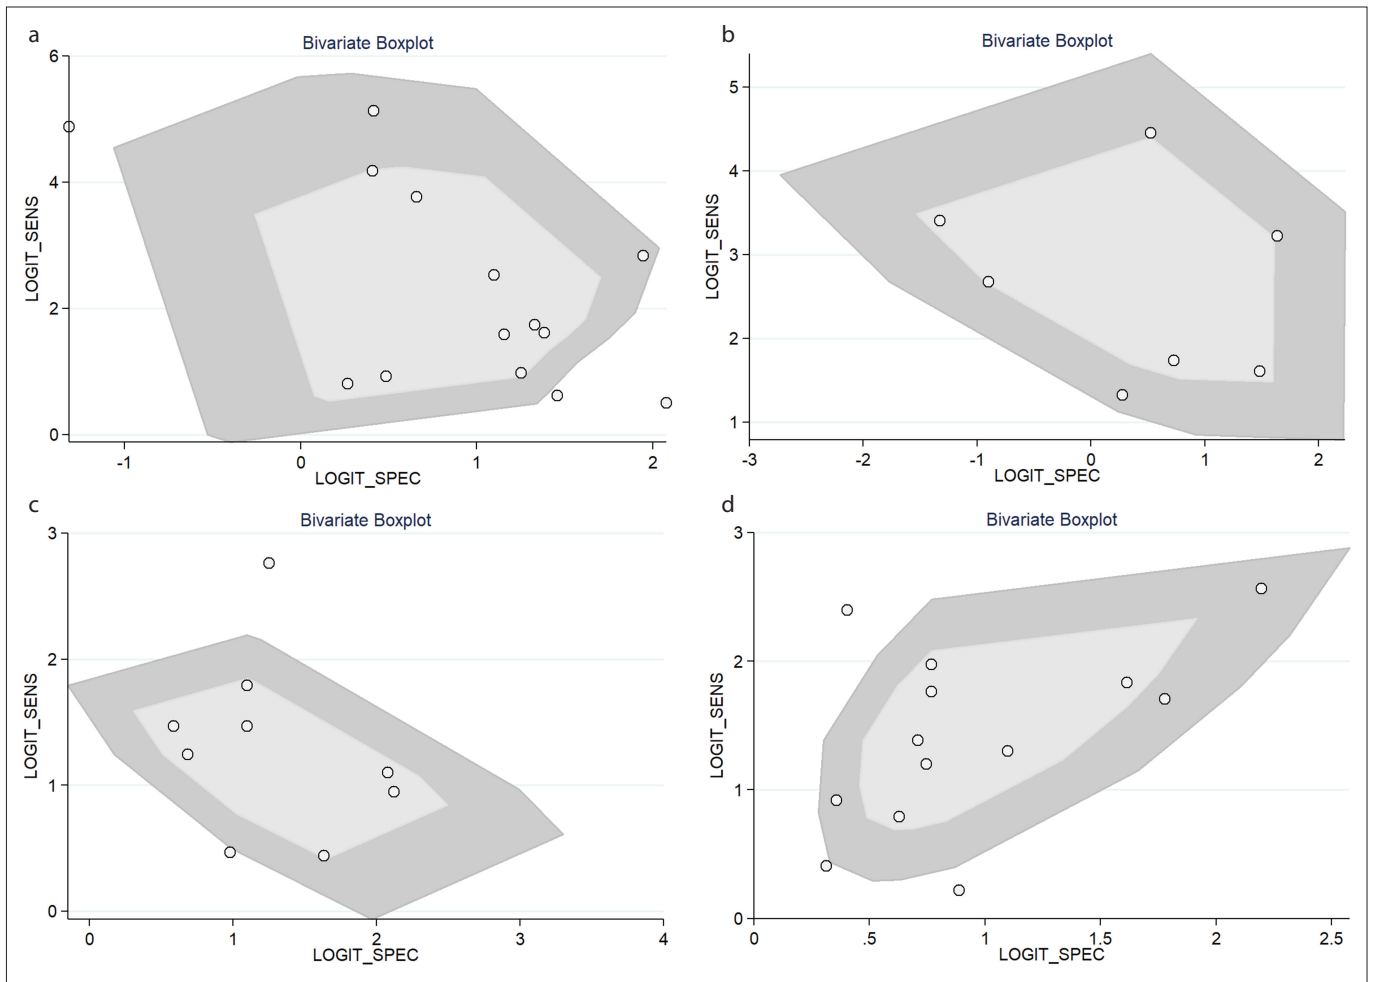 a
Bivariate Boxplot
6
4
2
0
LOGIT_SENS
-1
0
1
2
LOGIT_SPEC
b
Bivariate Boxplot
5
4
3
2
1
LOGIT_SENS
-3
-2
-1
0
1
2
LOGIT_SPEC
c
Bivariate Boxplot
3
2
1
0
LOGIT_SENS
0
1
2
3
4
LOGIT_SPEC
d
Bivariate Boxplot
3
2
1
0
LOGIT_SENS
0
.5
1
1.5
2
2.5
LOGIT_SPEC